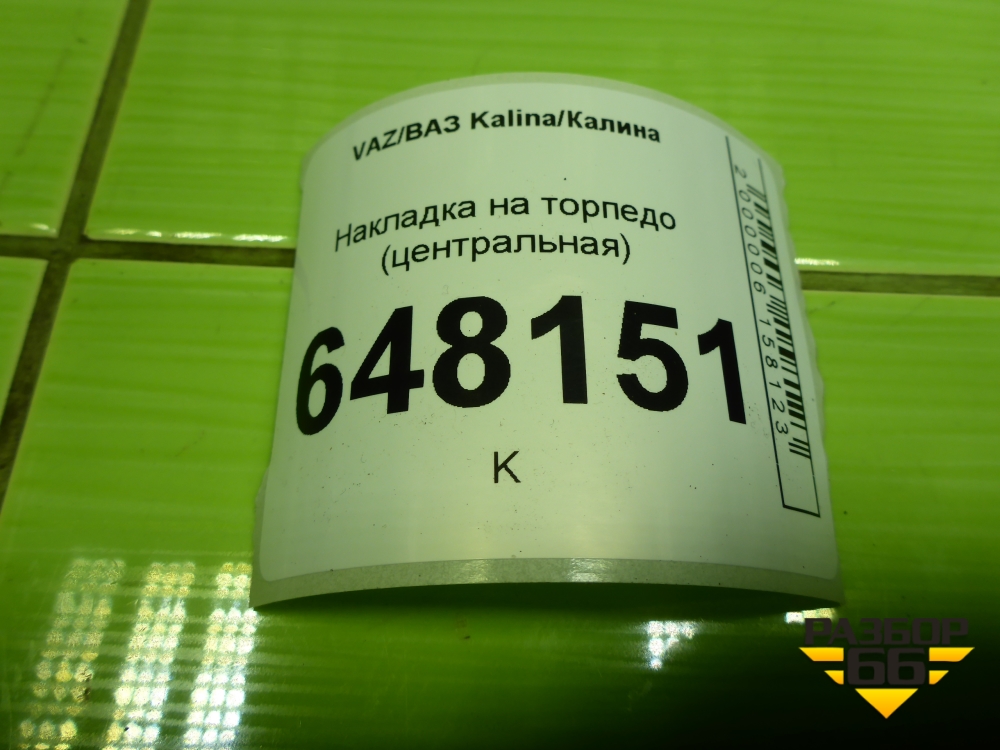 VAZ/ВАЗ Kalina/Калина
Накладка на торпедо
(центральная)
648151
К
2000006158123
РАЗБОР
66